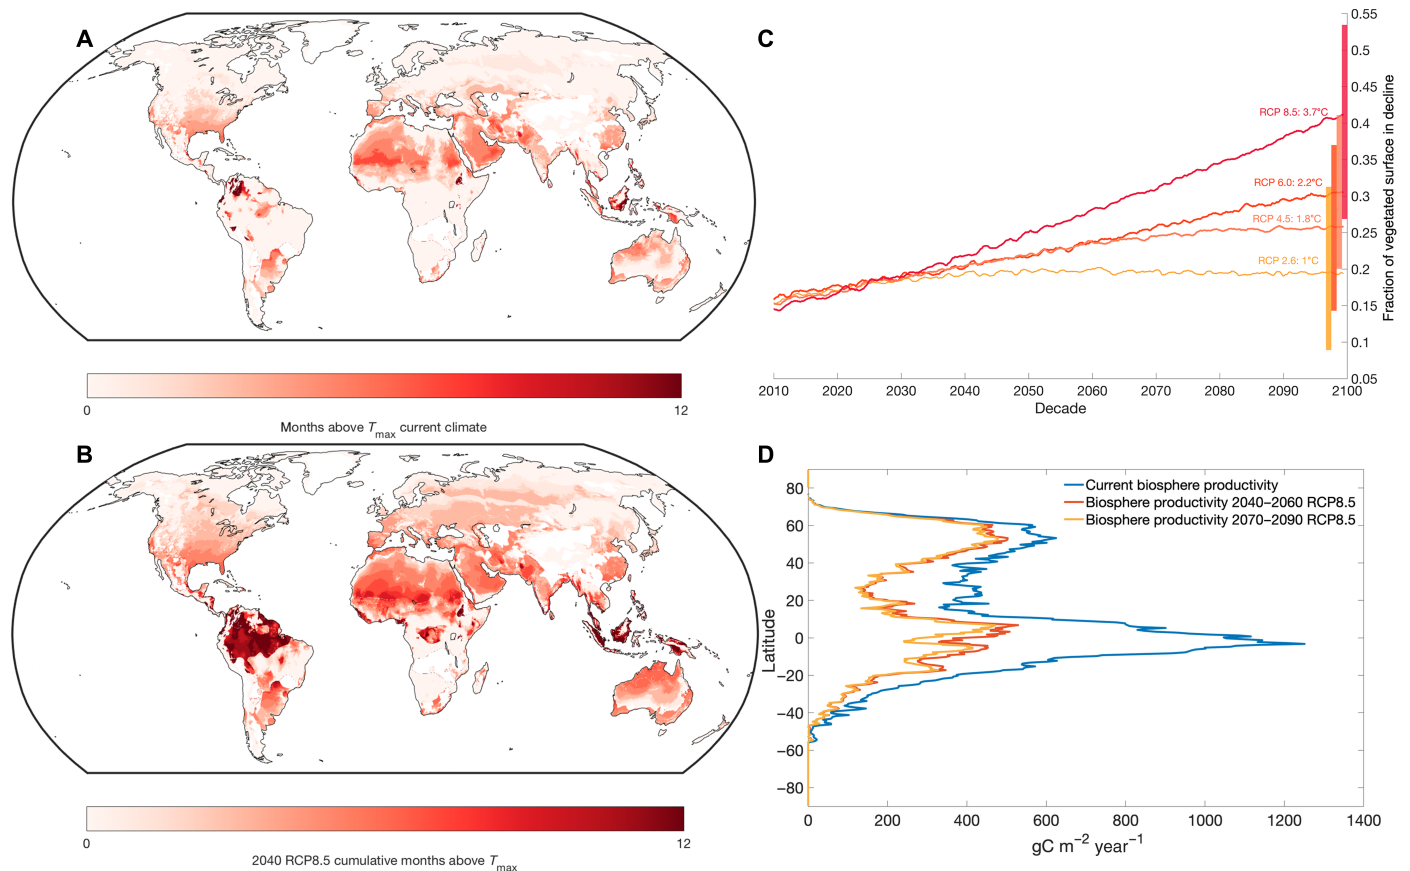 A
0
12
Months above Tmax current climate
B
0
12
2040 RCP8.5 cumulative months above Tmax
C
RCP 8.5: 3.7°C
RCP 6.0: 2.2°C
RCP 4.5: 1.8°C
RCP 2.6: 1°C
0.55
0.5
0.45
0.4
0.35
0.3
0.25
0.2
0.15
0.1
0.05
Fraction of vegetated surface in decline
2010 2020 2030 2040 2050 2060 2070 2080 2090 2100
Decade
D
Current biosphere productivity
Biosphere productivity 2040–2060 RCP8.5
Biosphere productivity 2070–2090 RCP8.5
80
60
40
20
0
−20
−40
−60
−80
Latitude
0 200 400 600 800 1000 1200 1400
gC m⁻² year⁻¹